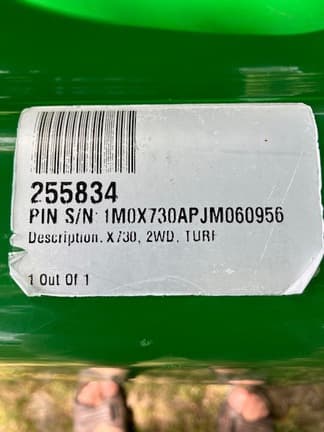 255834
PIN S/N: 1M0X730APJM060956
Description: X730, 2WD, TURF
1 Out Of 1